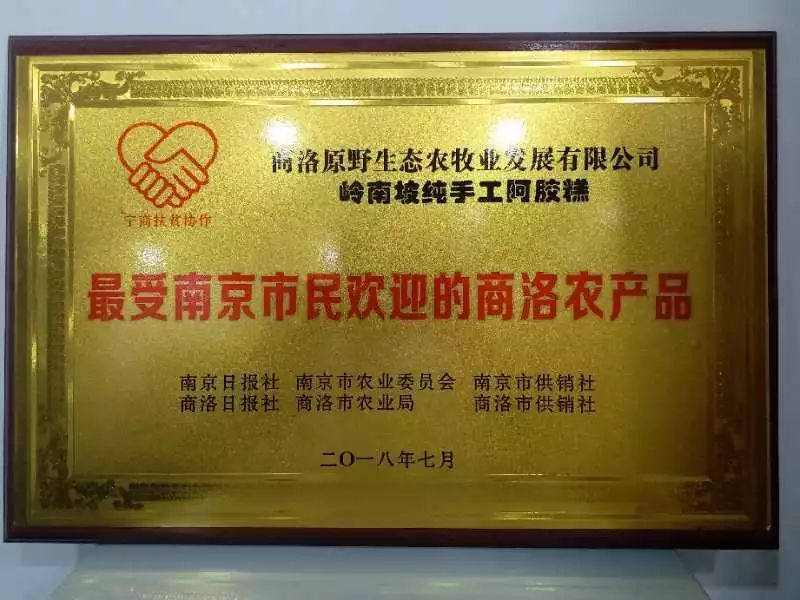 宁商扶贫协作
商洛原野生态农牧业发展有限公司
岭南坡纯手工阿胶糕
最受南京市民欢迎的商洛农产品
南京日报社 南京市农业委员会 南京市供销社
商洛日报社 商洛市农业局 商洛市供销社
二〇一八年七月